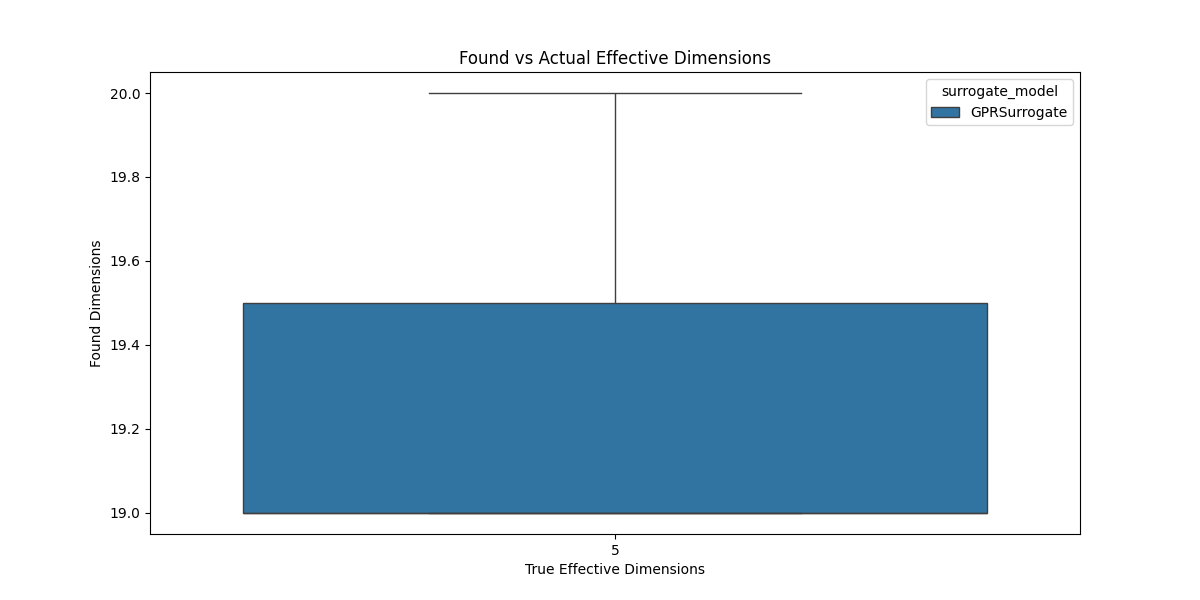 Found vs Actual Effective Dimensions
surrogate_model
GPRSurrogate
Found Dimensions
20.0
19.8
19.6
19.4
19.2
19.0
5
True Effective Dimensions